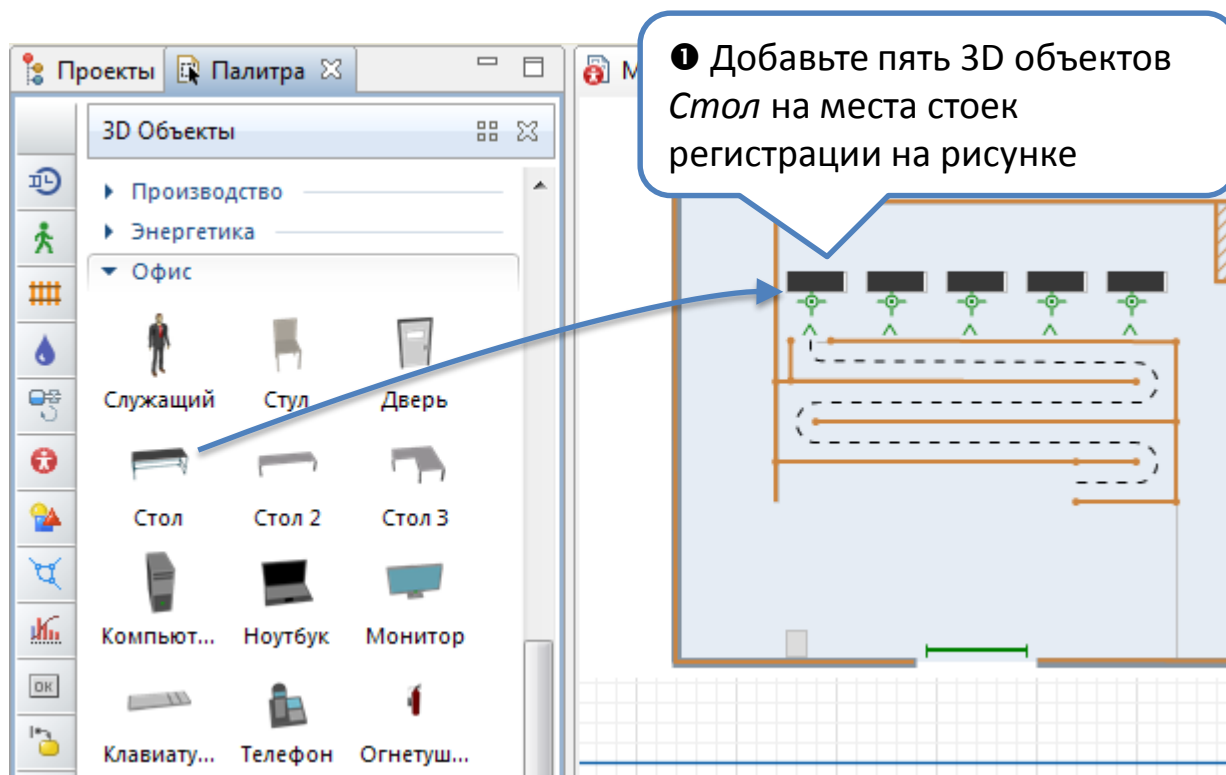 Проекты
Палитра
М
❶ Добавьте пять 3D объектов
Стол на места стоек
регистрации на рисунке
3D Объекты
Производство
Энергетика
Офис
Служащий Стул Дверь
Стол Стол 2 Стол 3
Компьют... Ноутбук Монитор
OK
Клавиату... Телефон Огнетуш...